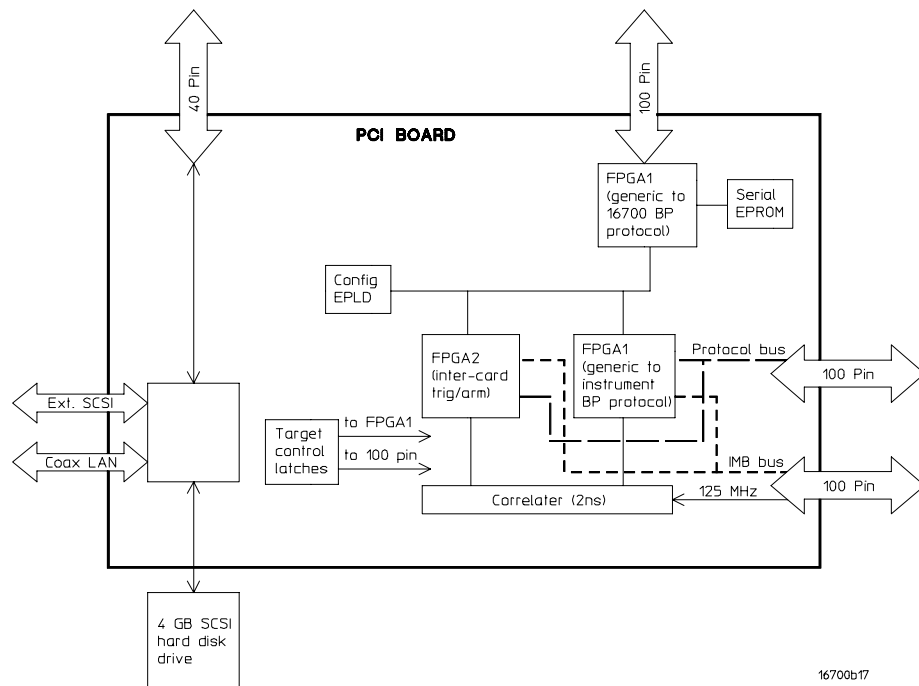 40 Pin
100 Pin
PCI BOARD
FPGA1
(generic to
16700 BP
protocol)
Serial
EPROM
Config
EPLD
FPGA2
(inter-card
trig/arm)
FPGA1
(generic to
instrument
BP protocol)
Protocol bus
100 Pin
Ext. SCSI
Coax LAN
Target
control
latches
to FPGA1
to 100 pin
IMB bus
Correlater (2ns)
125 MHz
100 Pin
4 GB SCSI
hard disk
drive
16700b17